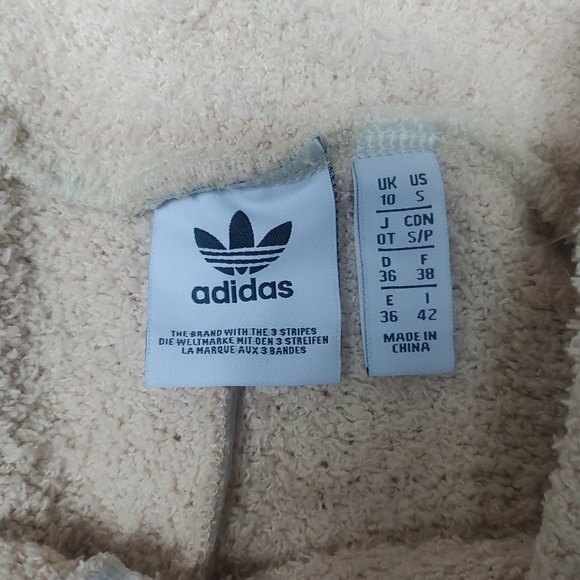 adidas
THE BRAND WITH THE 3 STRIPES
DIE WELTMARKE MIT DEN 3 STREIFEN
LA MARQUE AUX 3 BANDES
UK US
10 S
J CDN
OT S/P
D F
36 38
E I
36 42
MADE IN
CHINA